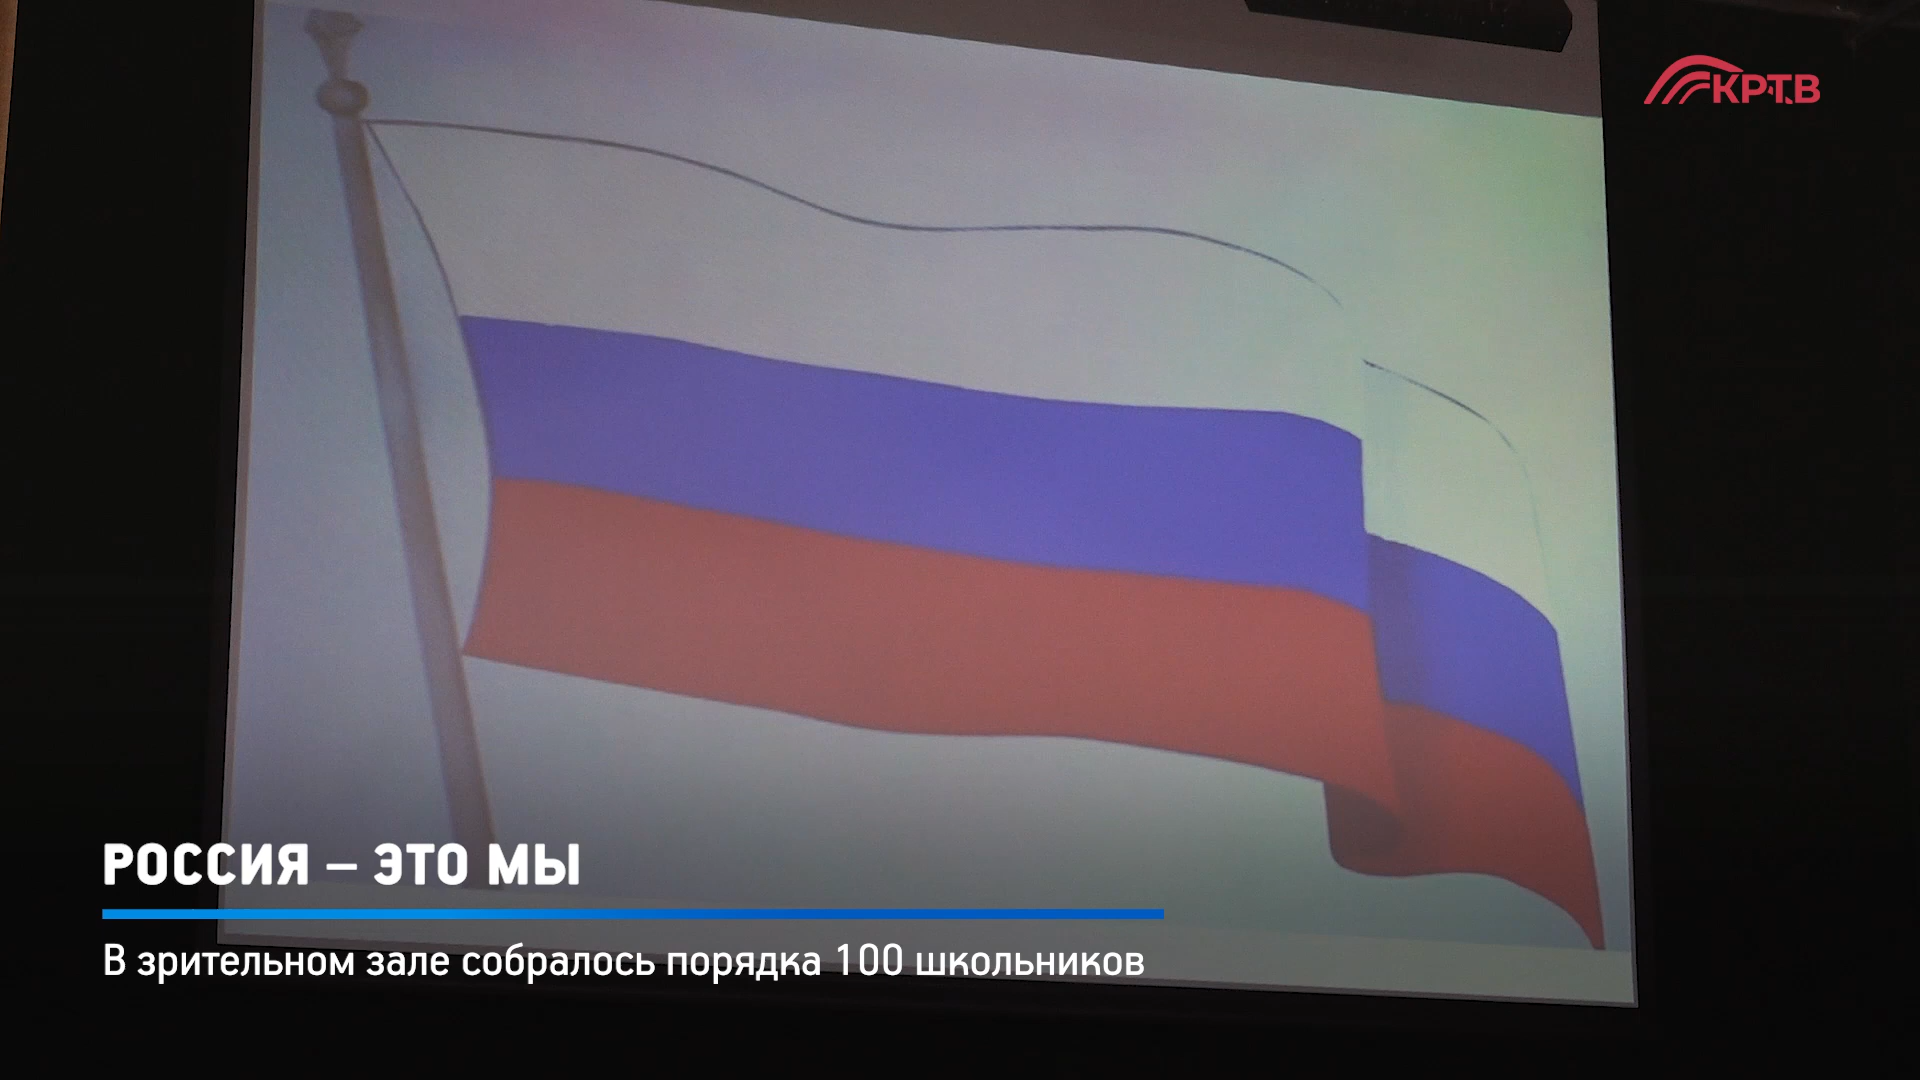 КРТВ
РОССИЯ – ЭТО МЫ
В зрительном зале собралось порядка 100 школьников